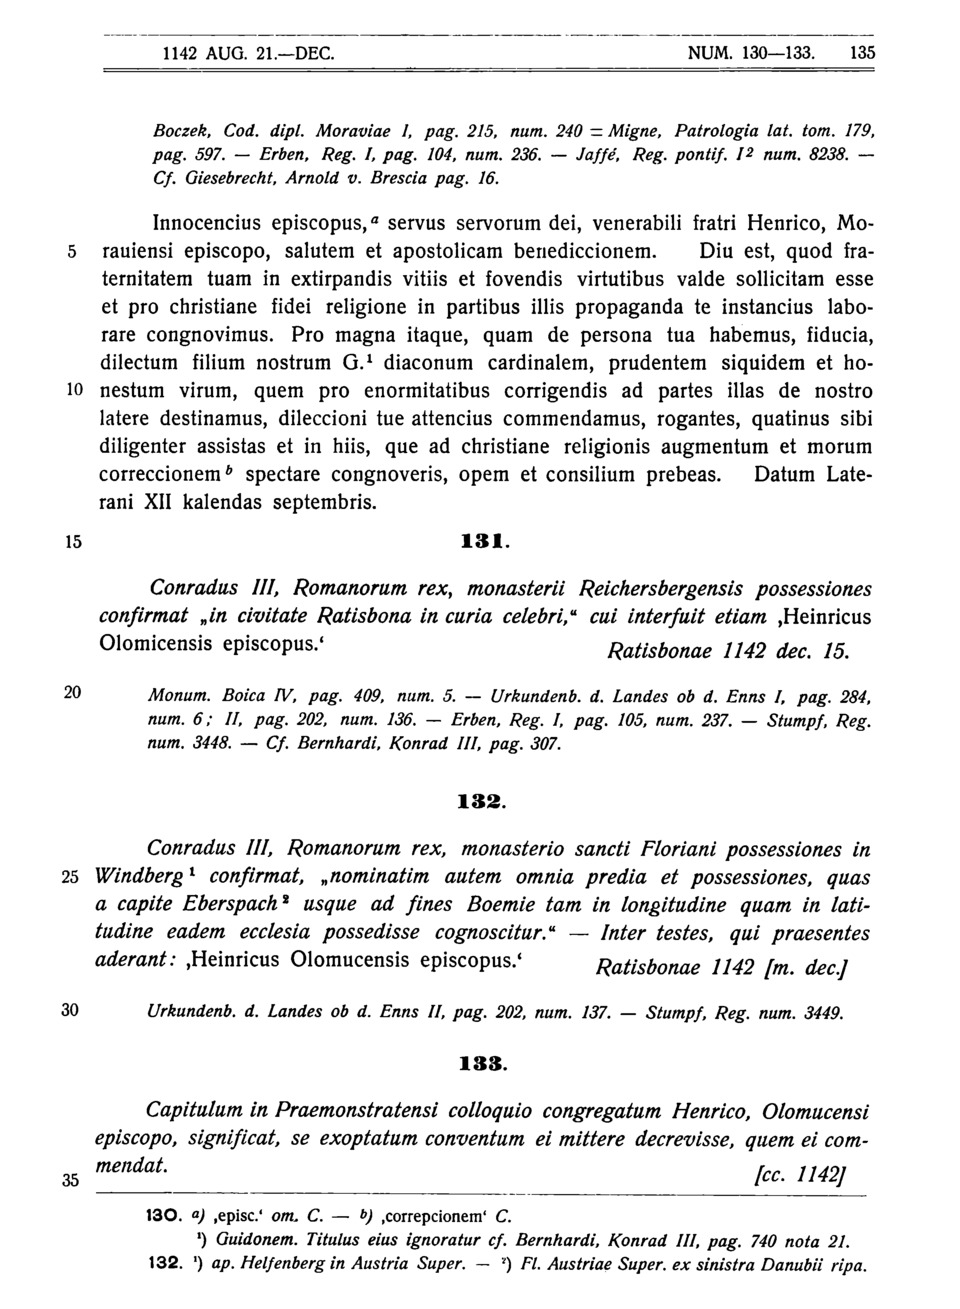 1142 AUG. 21.—DEC. NUM. 130—133. 135
Boczek, Cod. dipl. Moraviae I, pag. 215, num. 240 = Migne, Patrologia lat. tom. 179,
pag. 597. — Erben, Reg. I, pag. 104, num. 236. — Jaffé, Reg. pontif. I² num. 8238. —
Cf. Giesebrecht, Arnold v. Brescia pag. 16.
Innocencius episcopus,ᵃ servus servorum dei, venerabili fratri Henrico, Mo-
5 rauiensi episcopo, salutem et apostolicam benediccionem. Diu est, quod fra-
ternitatem tuam in extirpandis vitiis et fovendis virtutibus valde sollicitam esse
et pro christiane fidei religione in partibus illis propaganda te instancius labo-
rare congnovimus. Pro magna itaque, quam de persona tua habemus, fiducia,
dilectum filium nostrum G.¹ diaconum cardinalem, prudentem siquidem et ho-
10 nestum virum, quem pro enormitatibus corrigendis ad partes illas de nostro
latere destinamus, dileccioni tue attencius commendamus, rogantes, quatinus sibi
diligenter assistas et in hiis, que ad christiane religionis augmentum et morum
correccionemᵇ spectare congnoveris, opem et consilium prebeas. Datum Late-
rani XII kalendas septembris.
15 131.
Conradus III, Romanorum rex, monasterii Reichersbergensis possessiones
confirmat „in civitate Ratisbona in curia celebri,“ cui interfuit etiam ‚Heinricus
Olomicensis episcopus.‘ Ratisbonae 1142 dec. 15.
20 Monum. Boica IV, pag. 409, num. 5. — Urkundenb. d. Landes ob d. Enns I, pag. 284,
num. 6; II, pag. 202, num. 136. — Erben, Reg. I, pag. 105, num. 237. — Stumpf, Reg.
num. 3448. — Cf. Bernhardi, Konrad III, pag. 307.
132.
Conradus III, Romanorum rex, monasterio sancti Floriani possessiones in
25 Windberg¹ confirmat, „nominatim autem omnia predia et possessiones, quas
a capite Eberspach² usque ad fines Boemie tam in longitudine quam in lati-
tudine eadem ecclesia possedisse cognoscitur.“ — Inter testes, qui praesentes
aderant: ‚Heinricus Olomucensis episcopus.‘ Ratisbonae 1142 [m. dec.]
30 Urkundenb. d. Landes ob d. Enns II, pag. 202, num. 137. — Stumpf, Reg. num. 3449.
133.
Capitulum in Praemonstratensi colloquio congregatum Henrico, Olomucensi
episcopo, significat, se exoptatum conventum ei mittere decrevisse, quem ei com-
35 mendat. [cc. 1142]
130. a) ‚episc.‘ om. C. — b) ‚correpcionem‘ C.
¹) Guidonem. Titulus eius ignoratur cf. Bernhardi, Konrad III, pag. 740 nota 21.
132. ¹) ap. Helfenberg in Austria Super. — ²) Fl. Austriae Super. ex sinistra Danubii ripa.